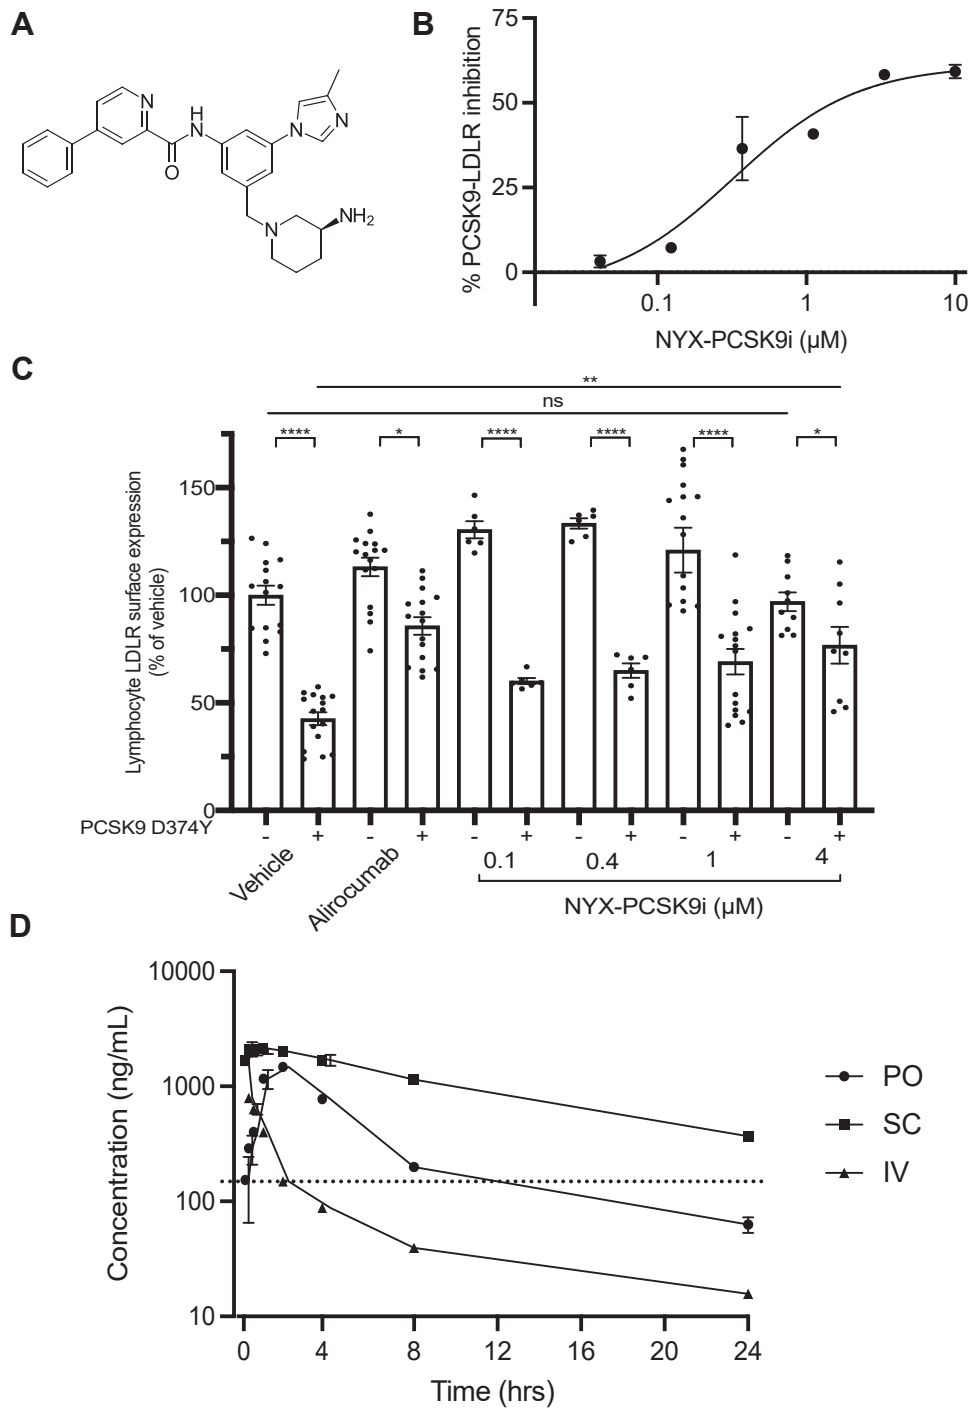 A
N
H
N
O
N
N
N
NH2
B
% PCSK9-LDLR inhibition
75
50
25
0
0.1
1
10
NYX-PCSK9i (µM)
C
**
ns
****
*
****
****
****
*
Lymphocyte LDLR surface expression
(% of vehicle)
150
100
50
0
PCSK9 D374Y
- + - + - + - + - + - +
Vehicle
Alirocumab
0.1 0.4 1 4
NYX-PCSK9i (µM)
D
Concentration (ng/mL)
10000
1000
100
10
0 4 8 12 16 20 24
Time (hrs)
PO
SC
IV